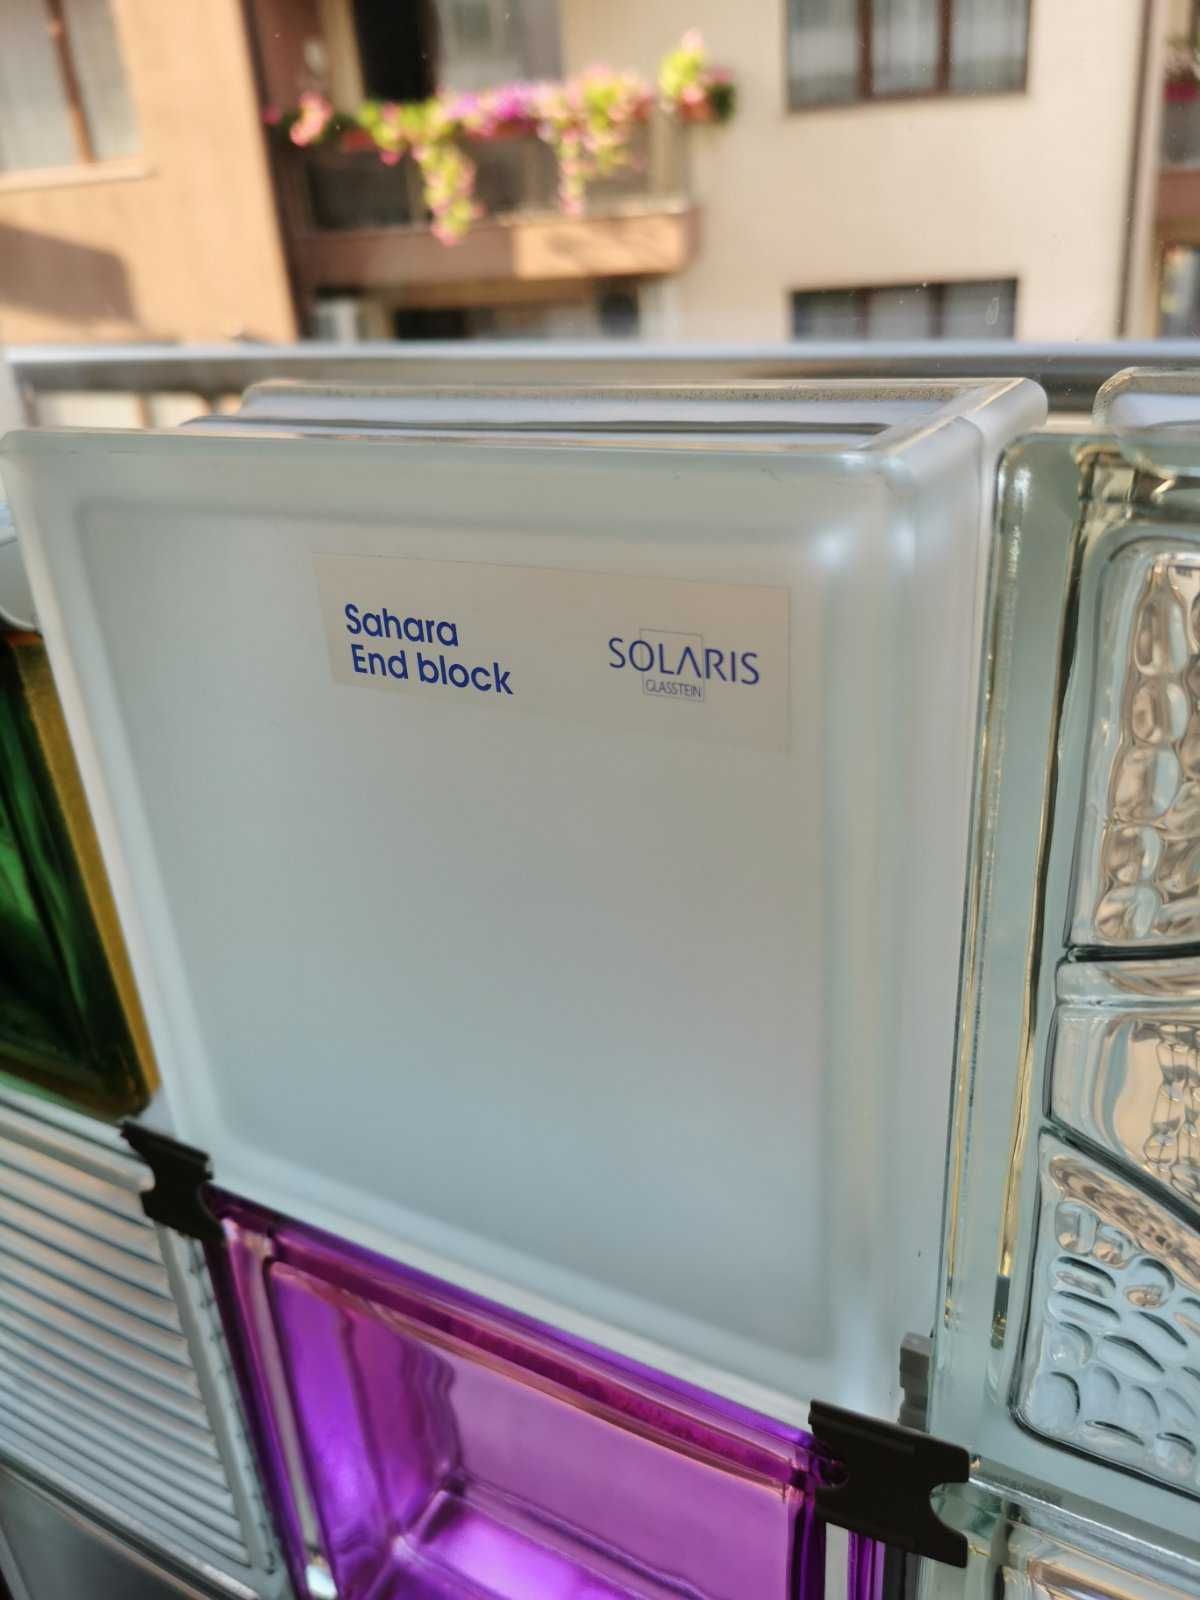 Sahara
End block
SOLARIS
GLASSTEIN